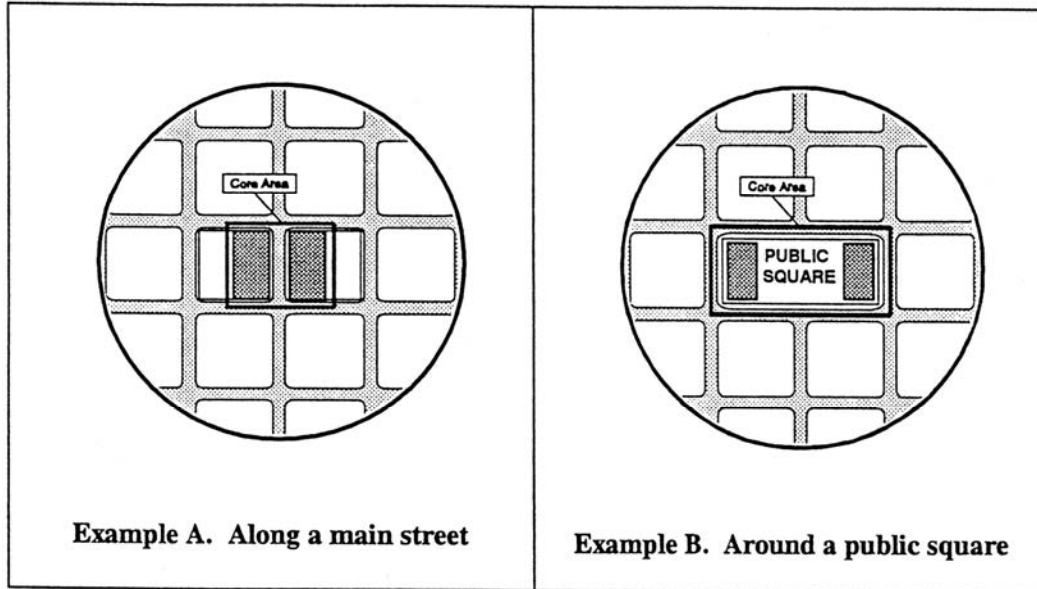 Core Area
Example A. Along a main street
Core Area
PUBLIC
SQUARE
Example B. Around a public square